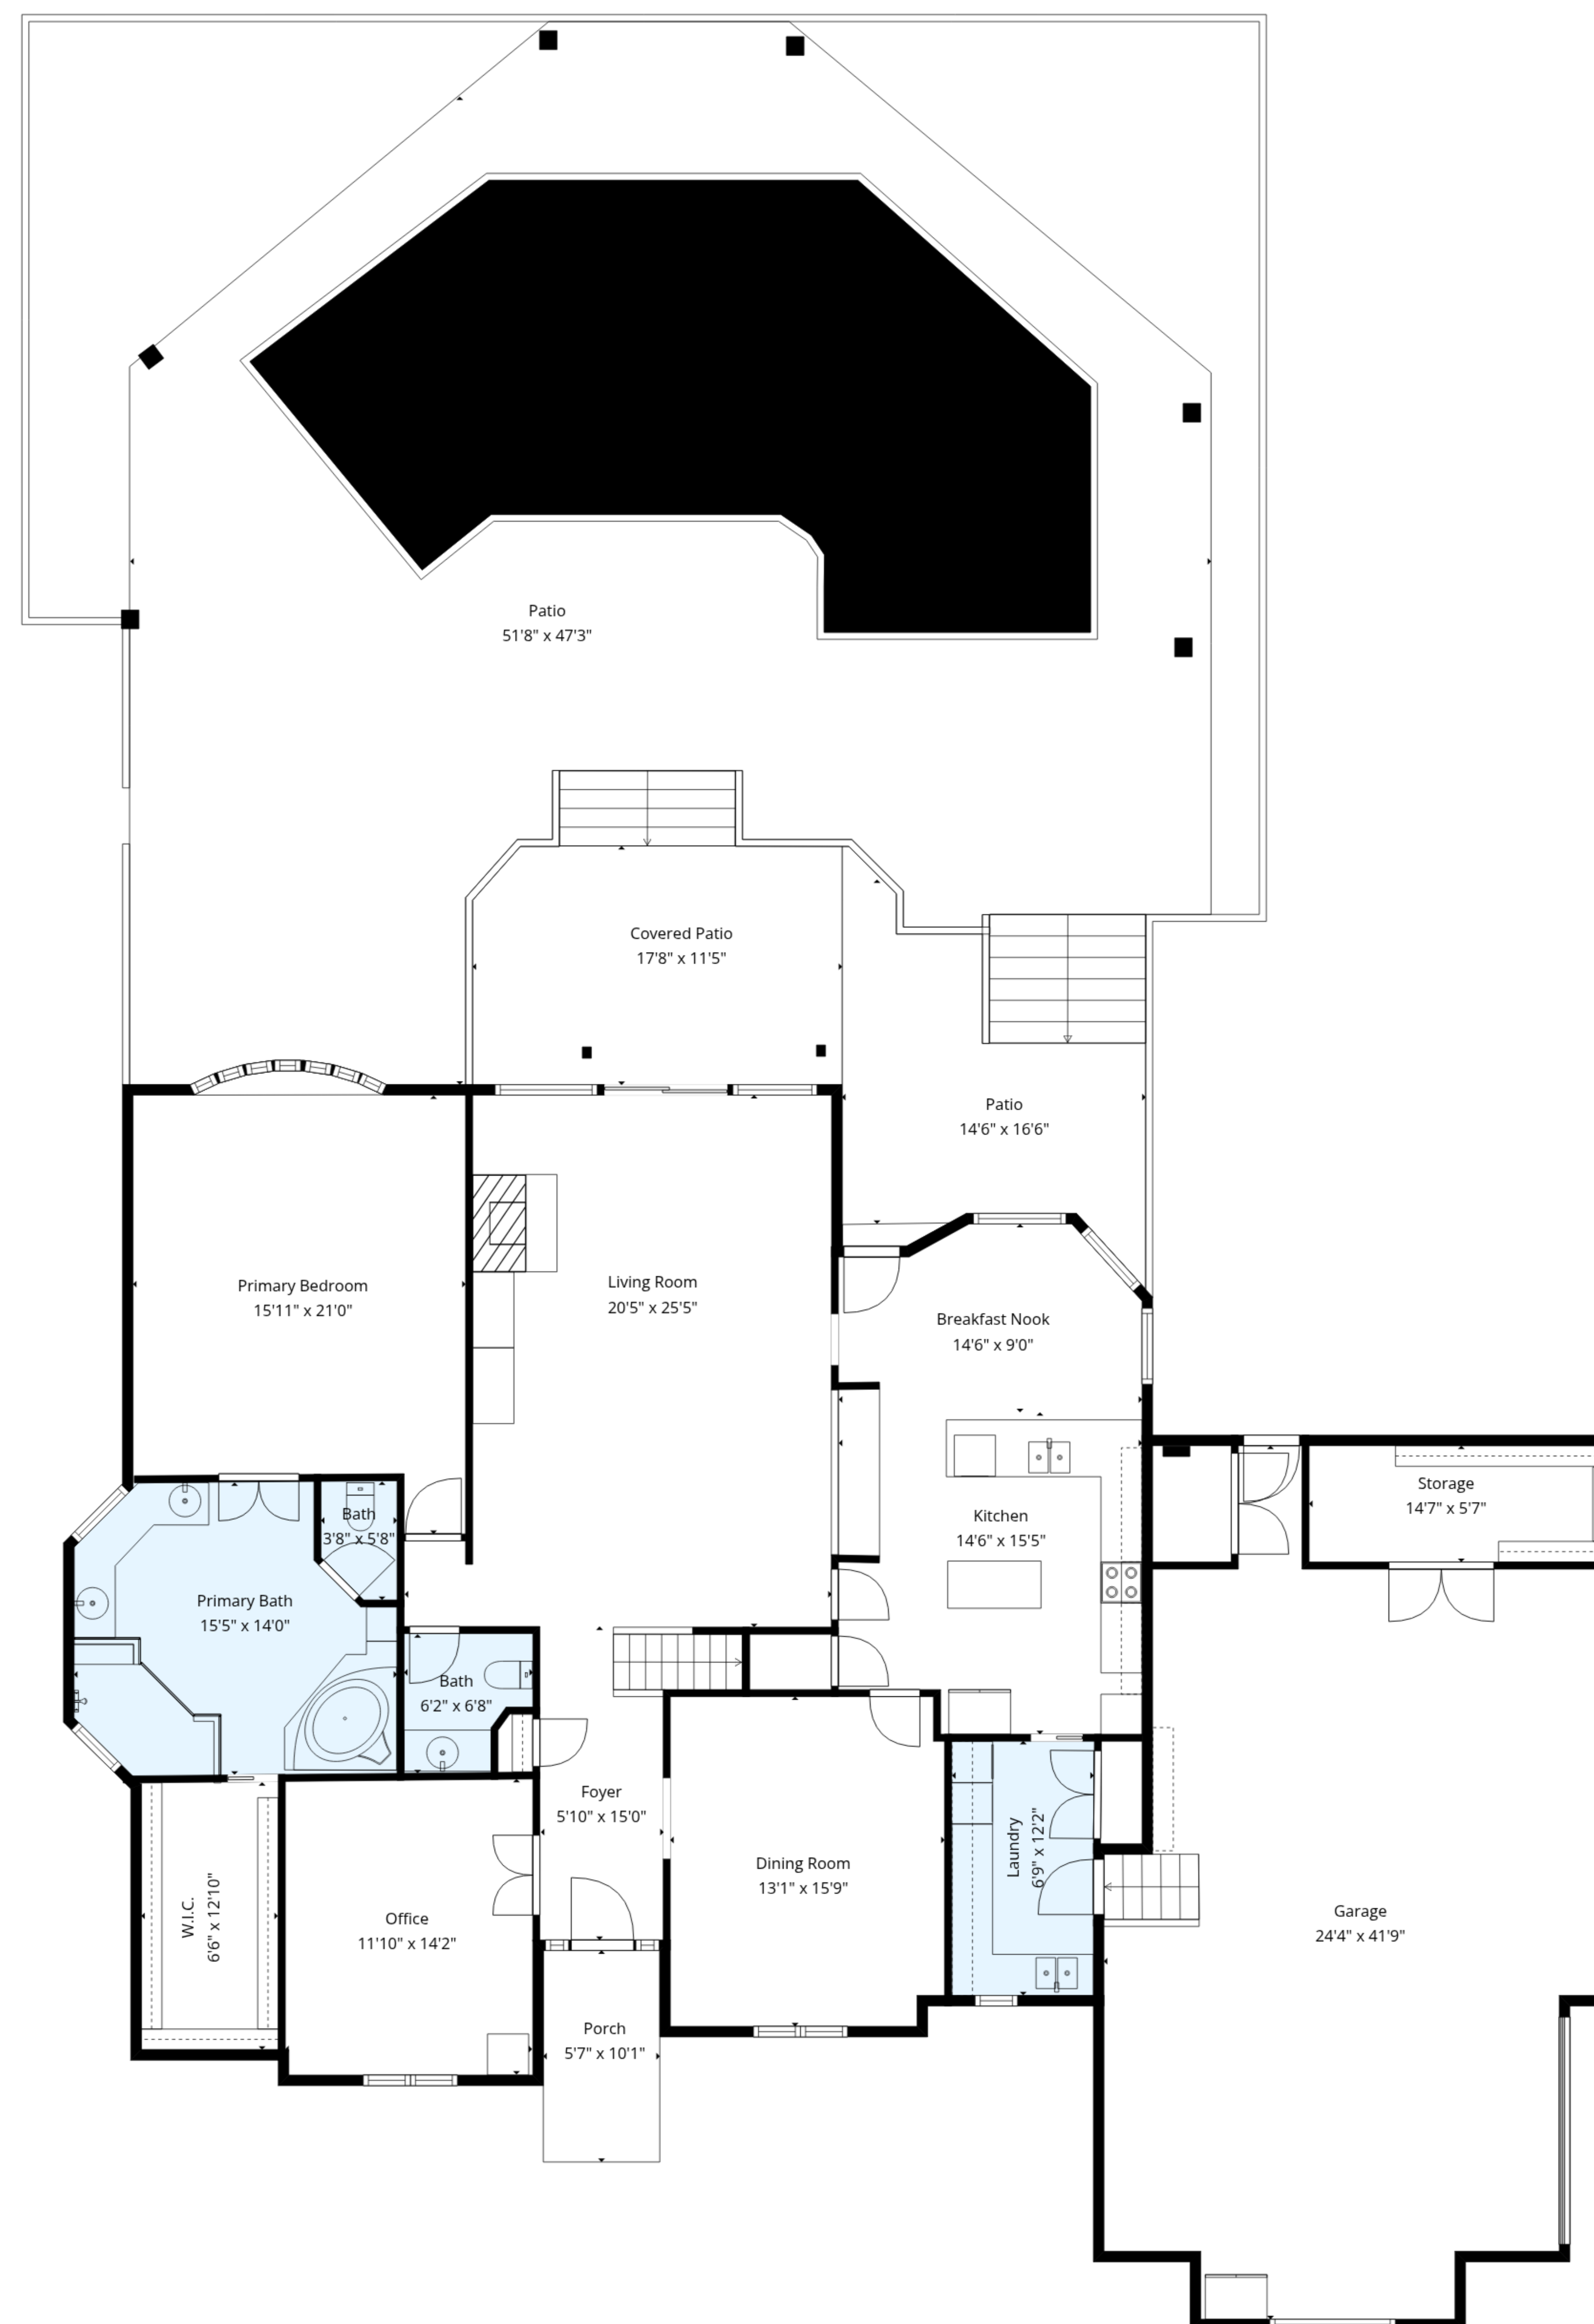 Patio
51'8" x 47'3"
Covered Patio
17'8" x 11'5"
Patio
14'6" x 16'6"
Primary Bedroom
15'11" x 21'0"
Living Room
20'5" x 25'5"
Breakfast Nook
14'6" x 9'0"
Storage
14'7" x 5'7"
Bath
3'8" x 5'8"
Kitchen
14'6" x 15'5"
Primary Bath
15'5" x 14'0"
Bath
6'2" x 6'8"
Foyer
5'10" x 15'0"
Dining Room
13'1" x 15'9"
Laundry
6'9" x 12'2"
W.I.C.
6'6" x 12'10"
Office
11'10" x 14'2"
Garage
24'4" x 41'9"
Porch
5'7" x 10'1"